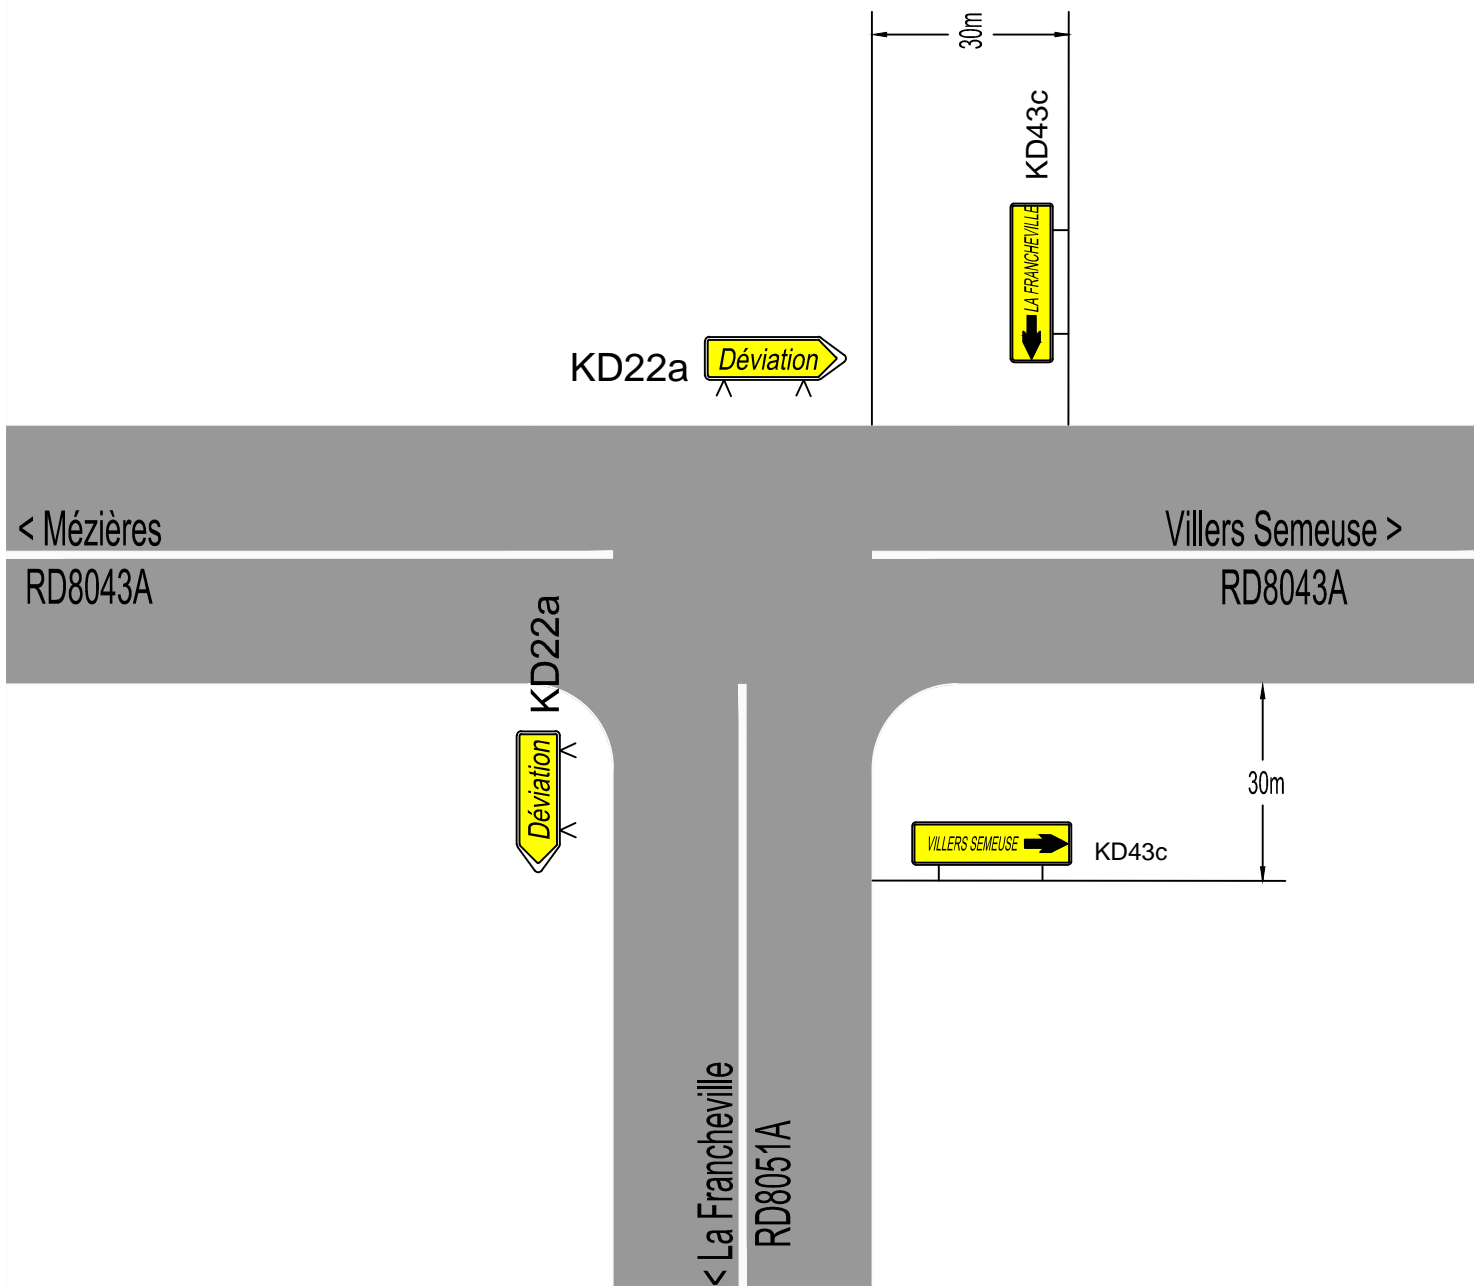 30m
KD43c
LA FRANCHEVILLE
KD22a
Déviation
< Mézières
Villers Semeuse >
RD8043A
RD8043A
KD22a
Déviation
30m
VILLERS SEMEUSE
KD43c
< La Francheville
RD8051A